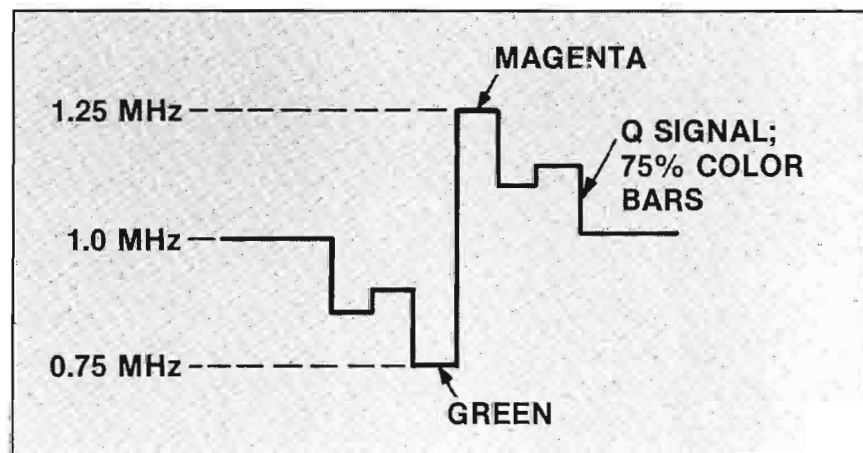 MAGENTA
1.25 MHz
Q SIGNAL;
75% COLOR
BARS
1.0 MHz
0.75 MHz
GREEN